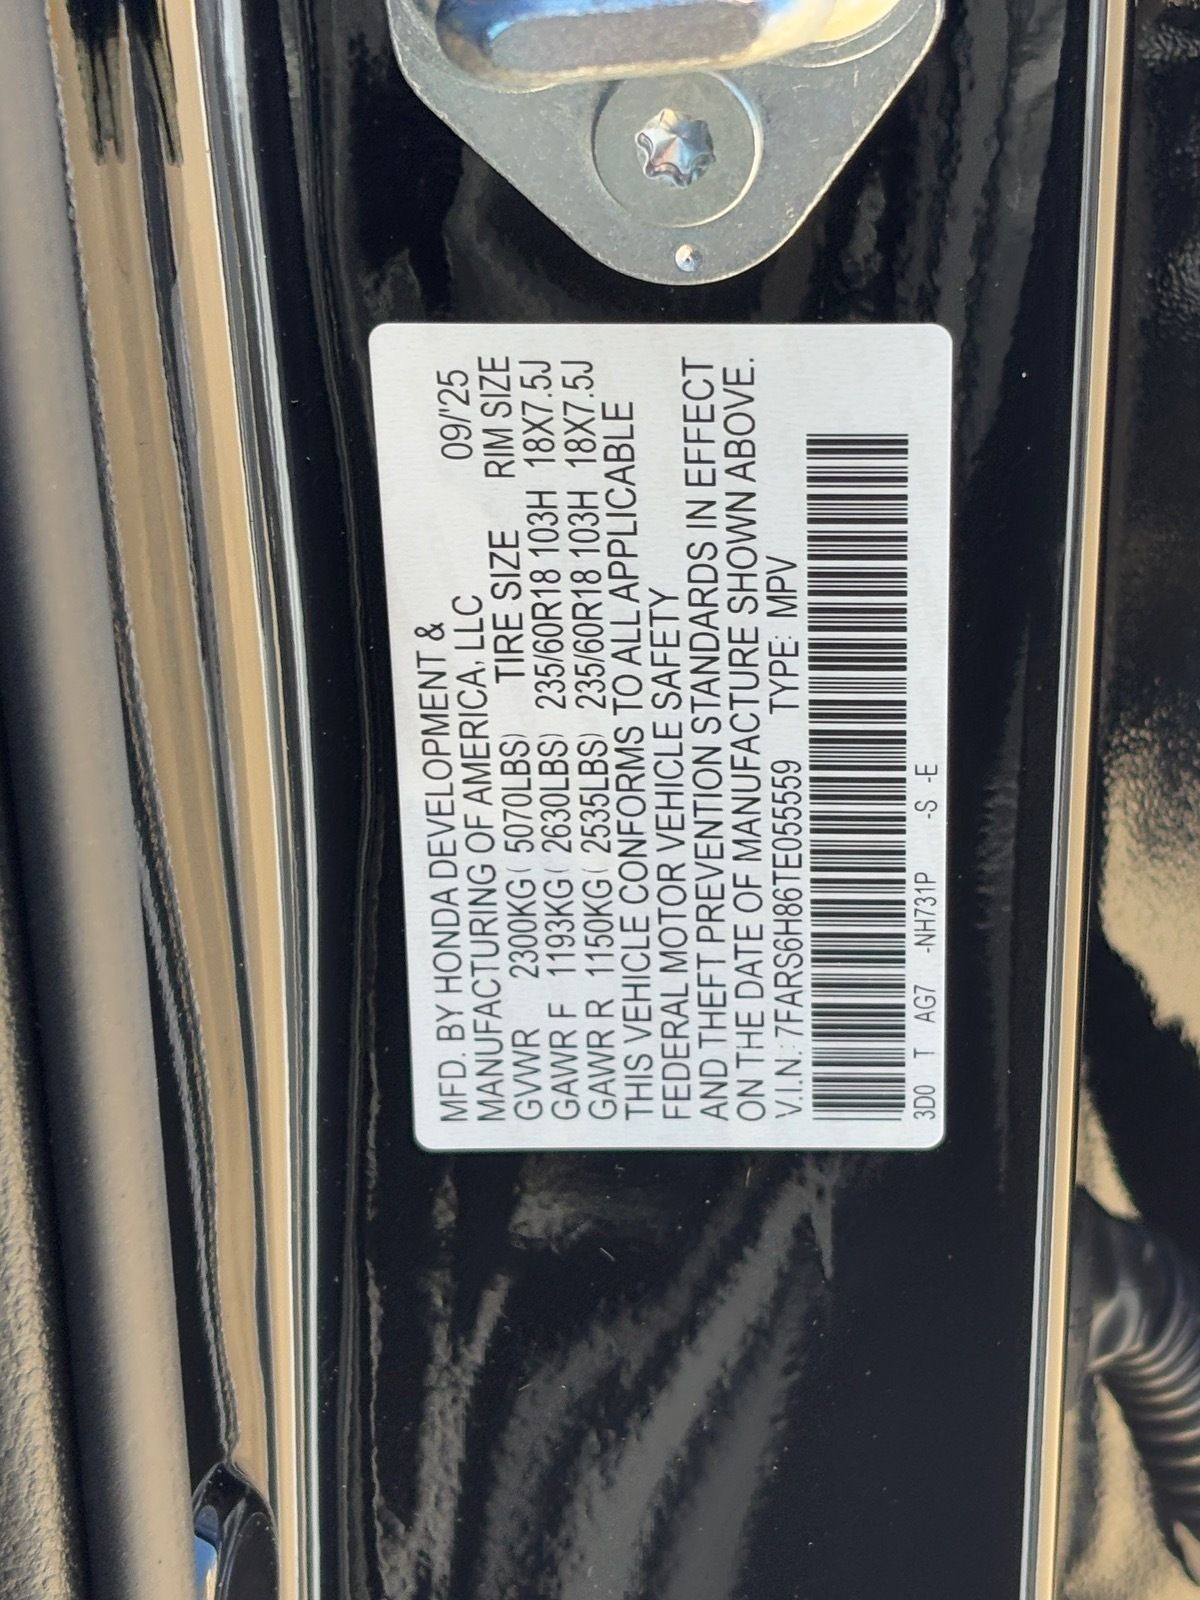 MFD. BY HONDA DEVELOPMENT &
MANUFACTURING OF AMERICA, LLC 09/'25
GVWR 2300KG( 5070LBS) TIRE SIZE RIM SIZE
GAWR F 1193KG( 2630LBS) 235/60R18 103H 18X7.5J
GAWR R 1150KG( 2535LBS) 235/60R18 103H 18X7.5J
THIS VEHICLE CONFORMS TO ALL APPLICABLE
FEDERAL MOTOR VEHICLE SAFETY
AND THEFT PREVENTION STANDARDS IN EFFECT
ON THE DATE OF MANUFACTURE SHOWN ABOVE.
V.I.N.: 7FARS6H86TE055559 TYPE: MPV
3D0 T AG7 -NH731P -S -E